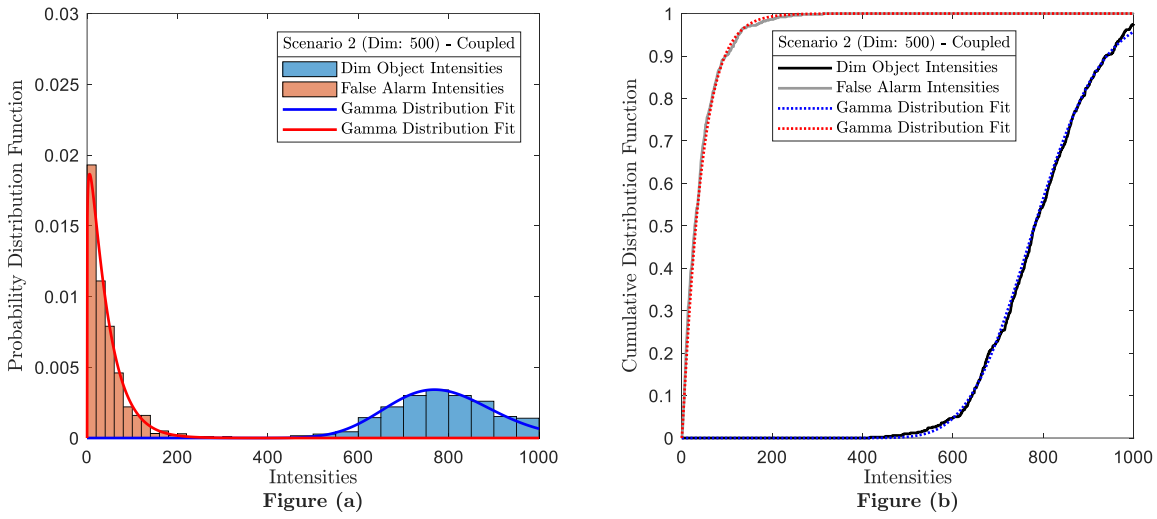 Probability Distribution Function
0.03
0.025
0.02
0.015
0.01
0.005
0
0
200
400
600
800
1000
Scenario 2 (Dim: 500) - Coupled
Dim Object Intensities
False Alarm Intensities
Gamma Distribution Fit
Gamma Distribution Fit
Intensities
Figure (a)
Cumulative Distribution Function
1
0.9
0.8
0.7
0.6
0.5
0.4
0.3
0.2
0.1
0
0
200
400
600
800
1000
Scenario 2 (Dim: 500) - Coupled
Dim Object Intensities
False Alarm Intensities
Gamma Distribution Fit
Gamma Distribution Fit
Intensities
Figure (b)